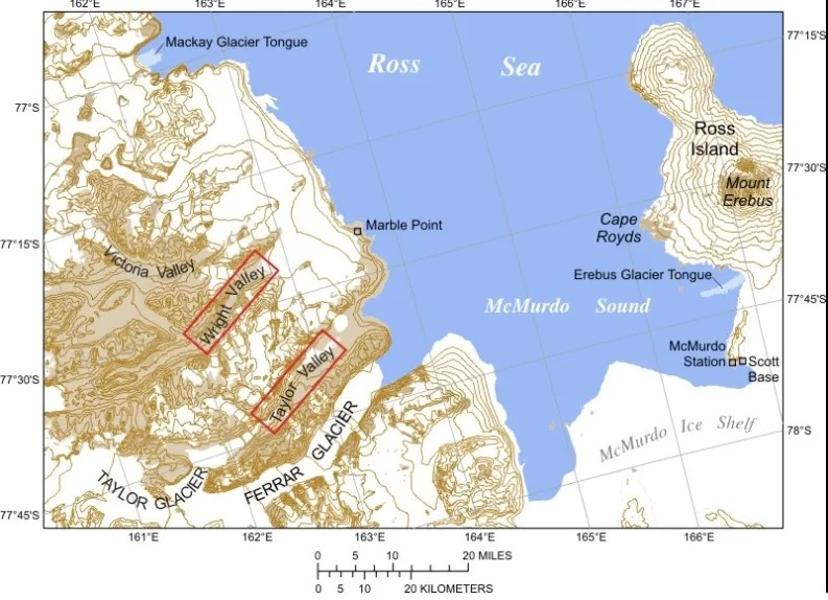 162°E 163°E 164°E 165°E 166°E 167°E
Mackay Glacier Tongue
77°15'S
Ross Sea
77°S
Ross
Island
77°30'S
Mount
Erebus
Marble Point
Cape
Royds
77°15'S
Victoria Valley
Erebus Glacier Tongue
Wright Valley
McMurdo Sound
77°45'S
McMurdo
Station
Scott
Base
Taylor Valley
77°30'S
McMurdo Ice Shelf
78°S
TAYLOR GLACIER
FERRAR GLACIER
77°45'S
161°E 162°E 163°E 164°E 165°E 166°E
0 5 10 20 MILES
0 5 10 20 KILOMETERS